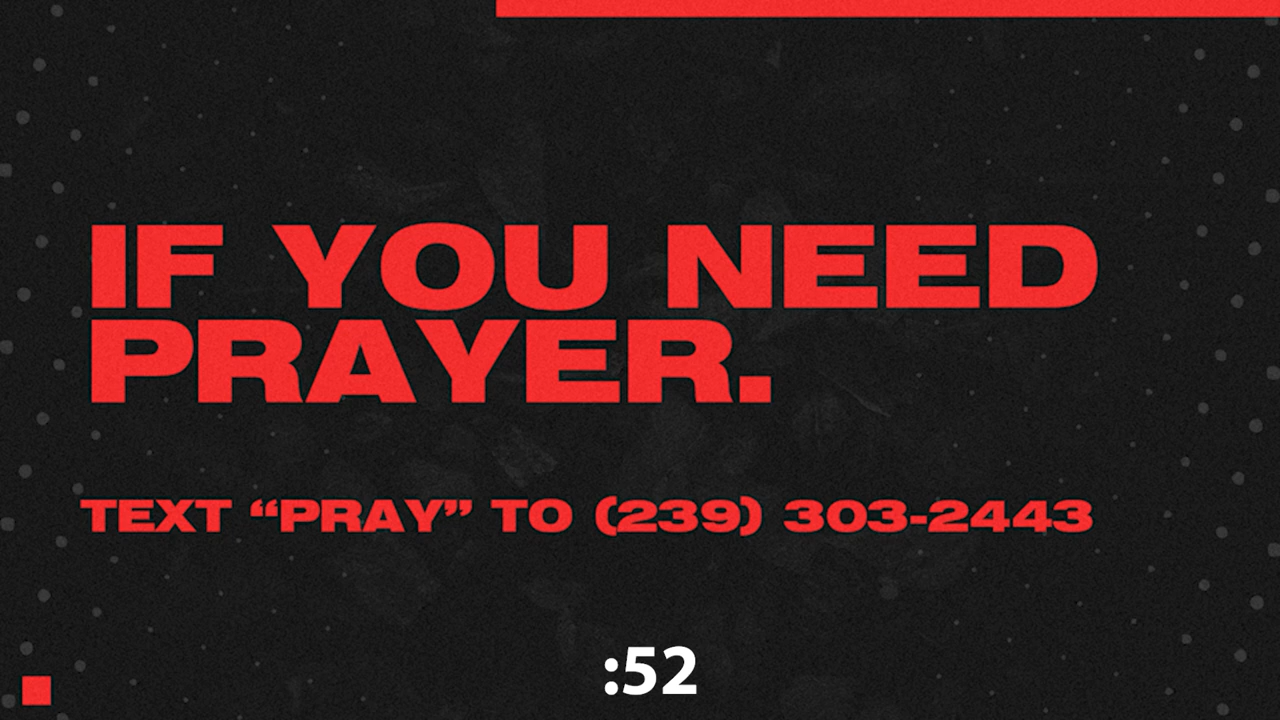 IF YOU NEED
PRAYER.
TEXT “PRAY” TO (239) 303-2443
:52